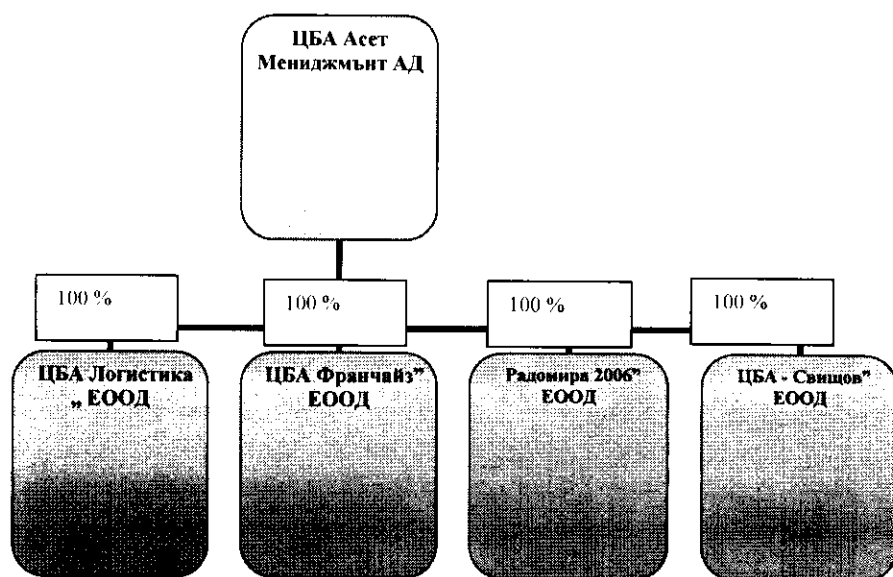 ЦБА Асет
Мениджмънт АД
100 %
100 %
100 %
100 %
ЦБА Логистика
„ ЕООД
ЦБА Франчайз”
ЕООД
Радомира 2006”
ЕООД
ЦБА - Свищов”
ЕООД